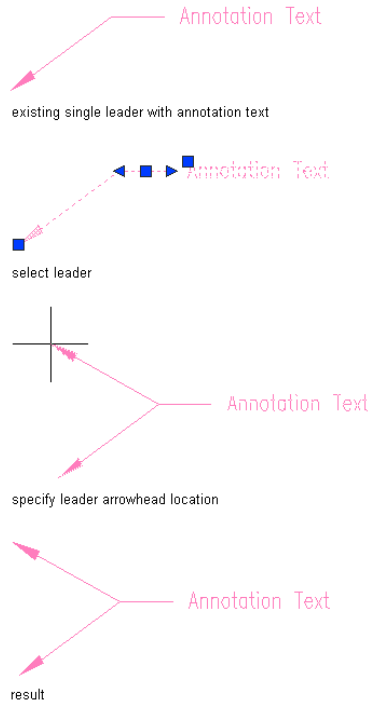 Annotation Text
existing single leader with annotation text
Annotation Text
select leader
Annotation Text
specify leader arrowhead location
Annotation Text
result